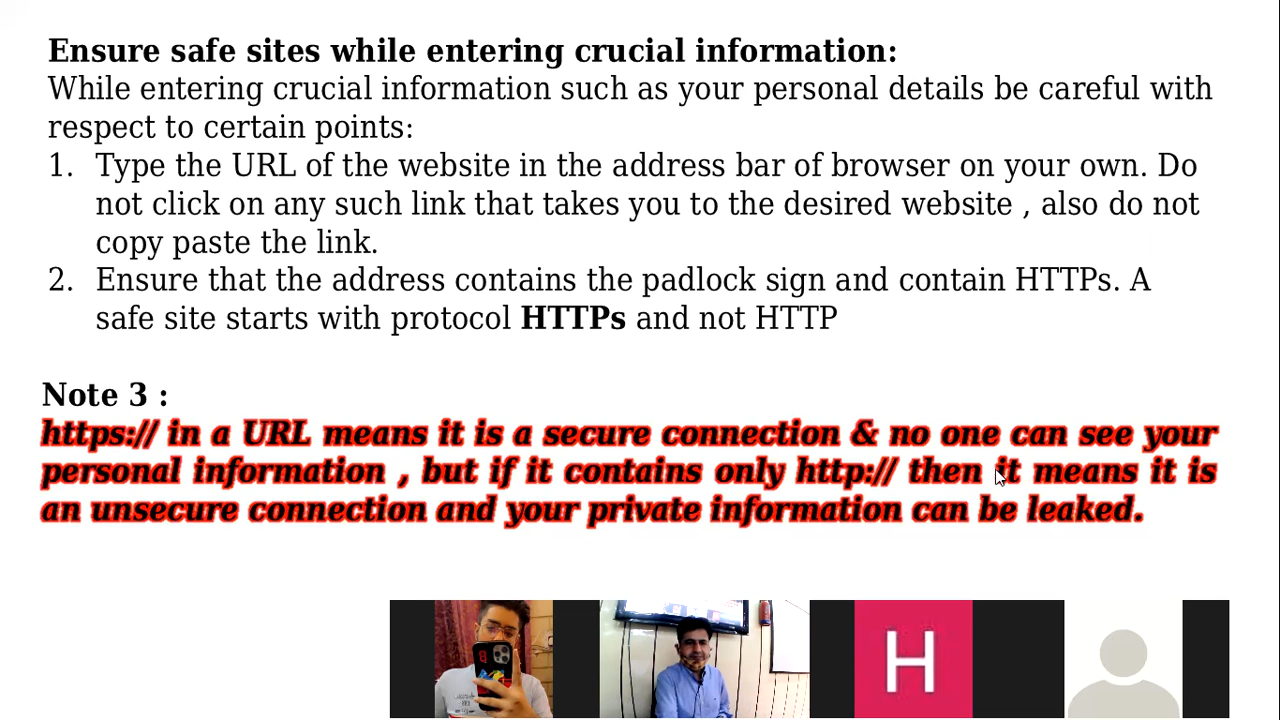 Ensure safe sites while entering crucial information:
While entering crucial information such as your personal details be careful with
respect to certain points:
1. Type the URL of the website in the address bar of browser on your own. Do
not click on any such link that takes you to the desired website , also do not
copy paste the link.
2. Ensure that the address contains the padlock sign and contain HTTPs. A
safe site starts with protocol HTTPs and not HTTP
Note 3 :
https:// in a URL means it is a secure connection & no one can see your
personal information , but if it contains only http:// then it means it is
an unsecure connection and your private information can be leaked.
H